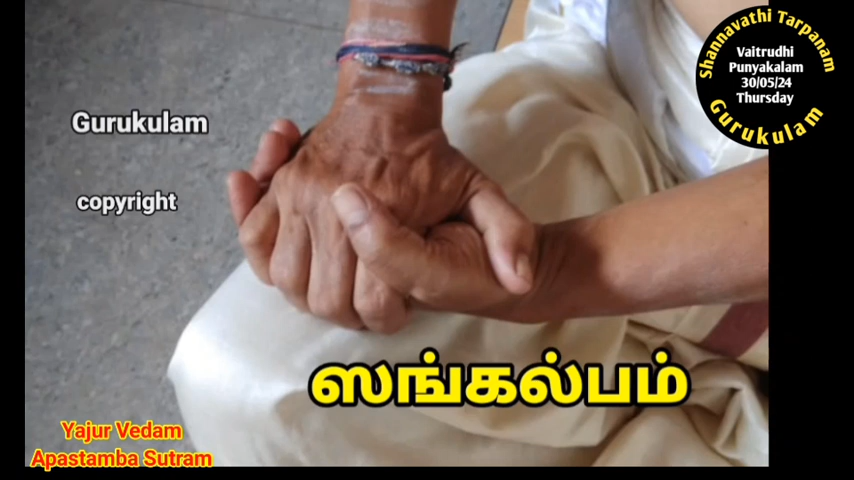 Shannavathi Tarpanam
Vaitrudhi
Punyakalam
30/05/24
Thursday
Gurukulam
Gurukulam
copyright
ஸங்கல்பம்
Yajur Vedam
Apastamba Sutram